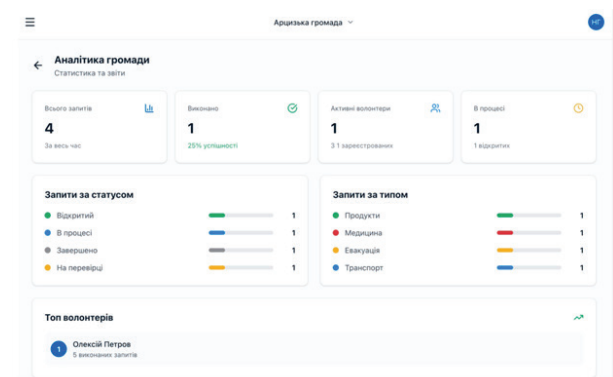 Арцизька громада
НГ
Аналітика громади
Статистика та звіти
Всього запитів
4
За весь час
Виконано
1
25% успішності
Активні волонтери
1
З 1 зареєстрованих
В процесі
1
1 відкритих
Запити за статусом
Відкритий 1
В процесі 1
Завершено 1
На перевірці 1
Запити за типом
Продукти 1
Медицина 1
Евакуація 1
Транспорт 1
Топ волонтерів
1
Олексій Петров
5 виконаних запитів